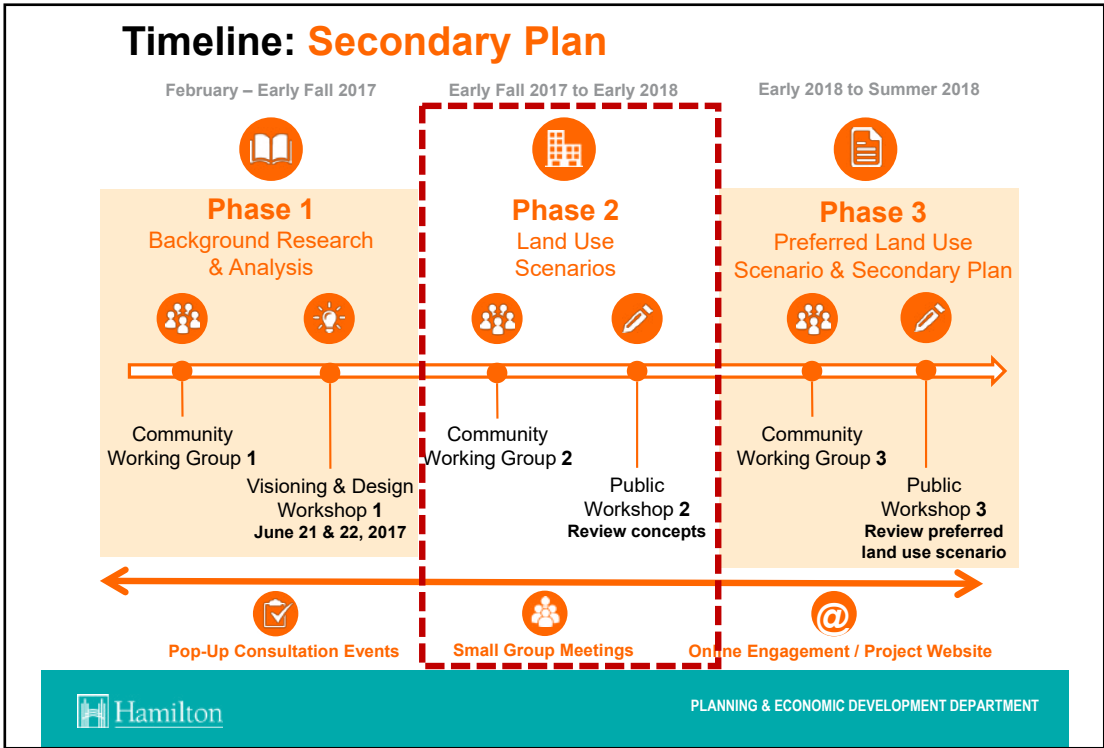 Timeline: Secondary Plan
February – Early Fall 2017
Early Fall 2017 to Early 2018
Early 2018 to Summer 2018
Phase 1
Background Research
& Analysis
Phase 2
Land Use
Scenarios
Phase 3
Preferred Land Use
Scenario & Secondary Plan
Community
Working Group 1
Visioning & Design
Workshop 1
June 21 & 22, 2017
Community
Working Group 2
Public
Workshop 2
Review concepts
Community
Working Group 3
Public
Workshop 3
Review preferred
land use scenario
Pop-Up Consultation Events
Small Group Meetings
@
Online Engagement / Project Website
Hamilton
PLANNING & ECONOMIC DEVELOPMENT DEPARTMENT